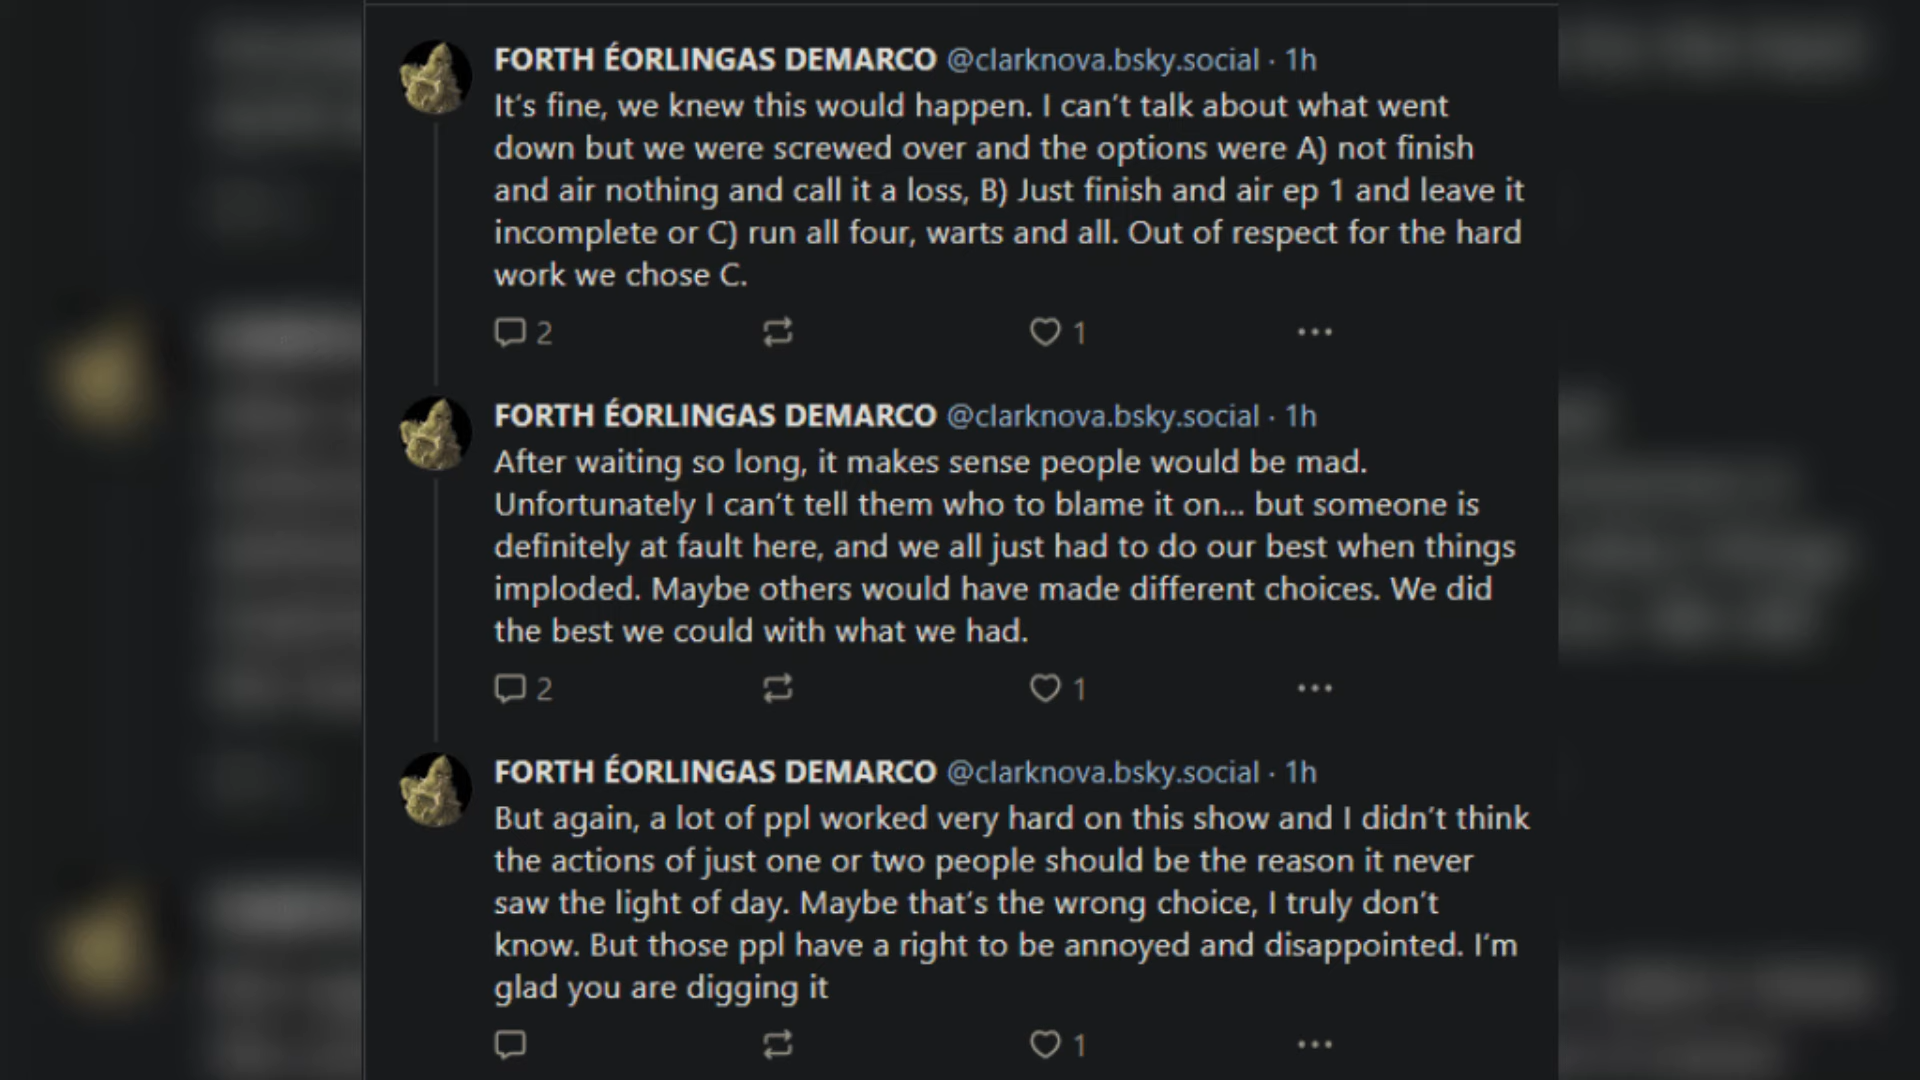 FORTH ÉORLINGAS DEMARCO @clarknova.bsky.social · 1h
It's fine, we knew this would happen. I can't talk about what went
down but we were screwed over and the options were A) not finish
and air nothing and call it a loss, B) Just finish and air ep 1 and leave it
incomplete or C) run all four, warts and all. Out of respect for the hard
work we chose C.
2 1
FORTH ÉORLINGAS DEMARCO @clarknova.bsky.social · 1h
After waiting so long, it makes sense people would be mad.
Unfortunately I can't tell them who to blame it on... but someone is
definitely at fault here, and we all just had to do our best when things
imploded. Maybe others would have made different choices. We did
the best we could with what we had.
2 1
FORTH ÉORLINGAS DEMARCO @clarknova.bsky.social · 1h
But again, a lot of ppl worked very hard on this show and I didn't think
the actions of just one or two people should be the reason it never
saw the light of day. Maybe that's the wrong choice, I truly don't
know. But those ppl have a right to be annoyed and disappointed. I'm
glad you are digging it
1